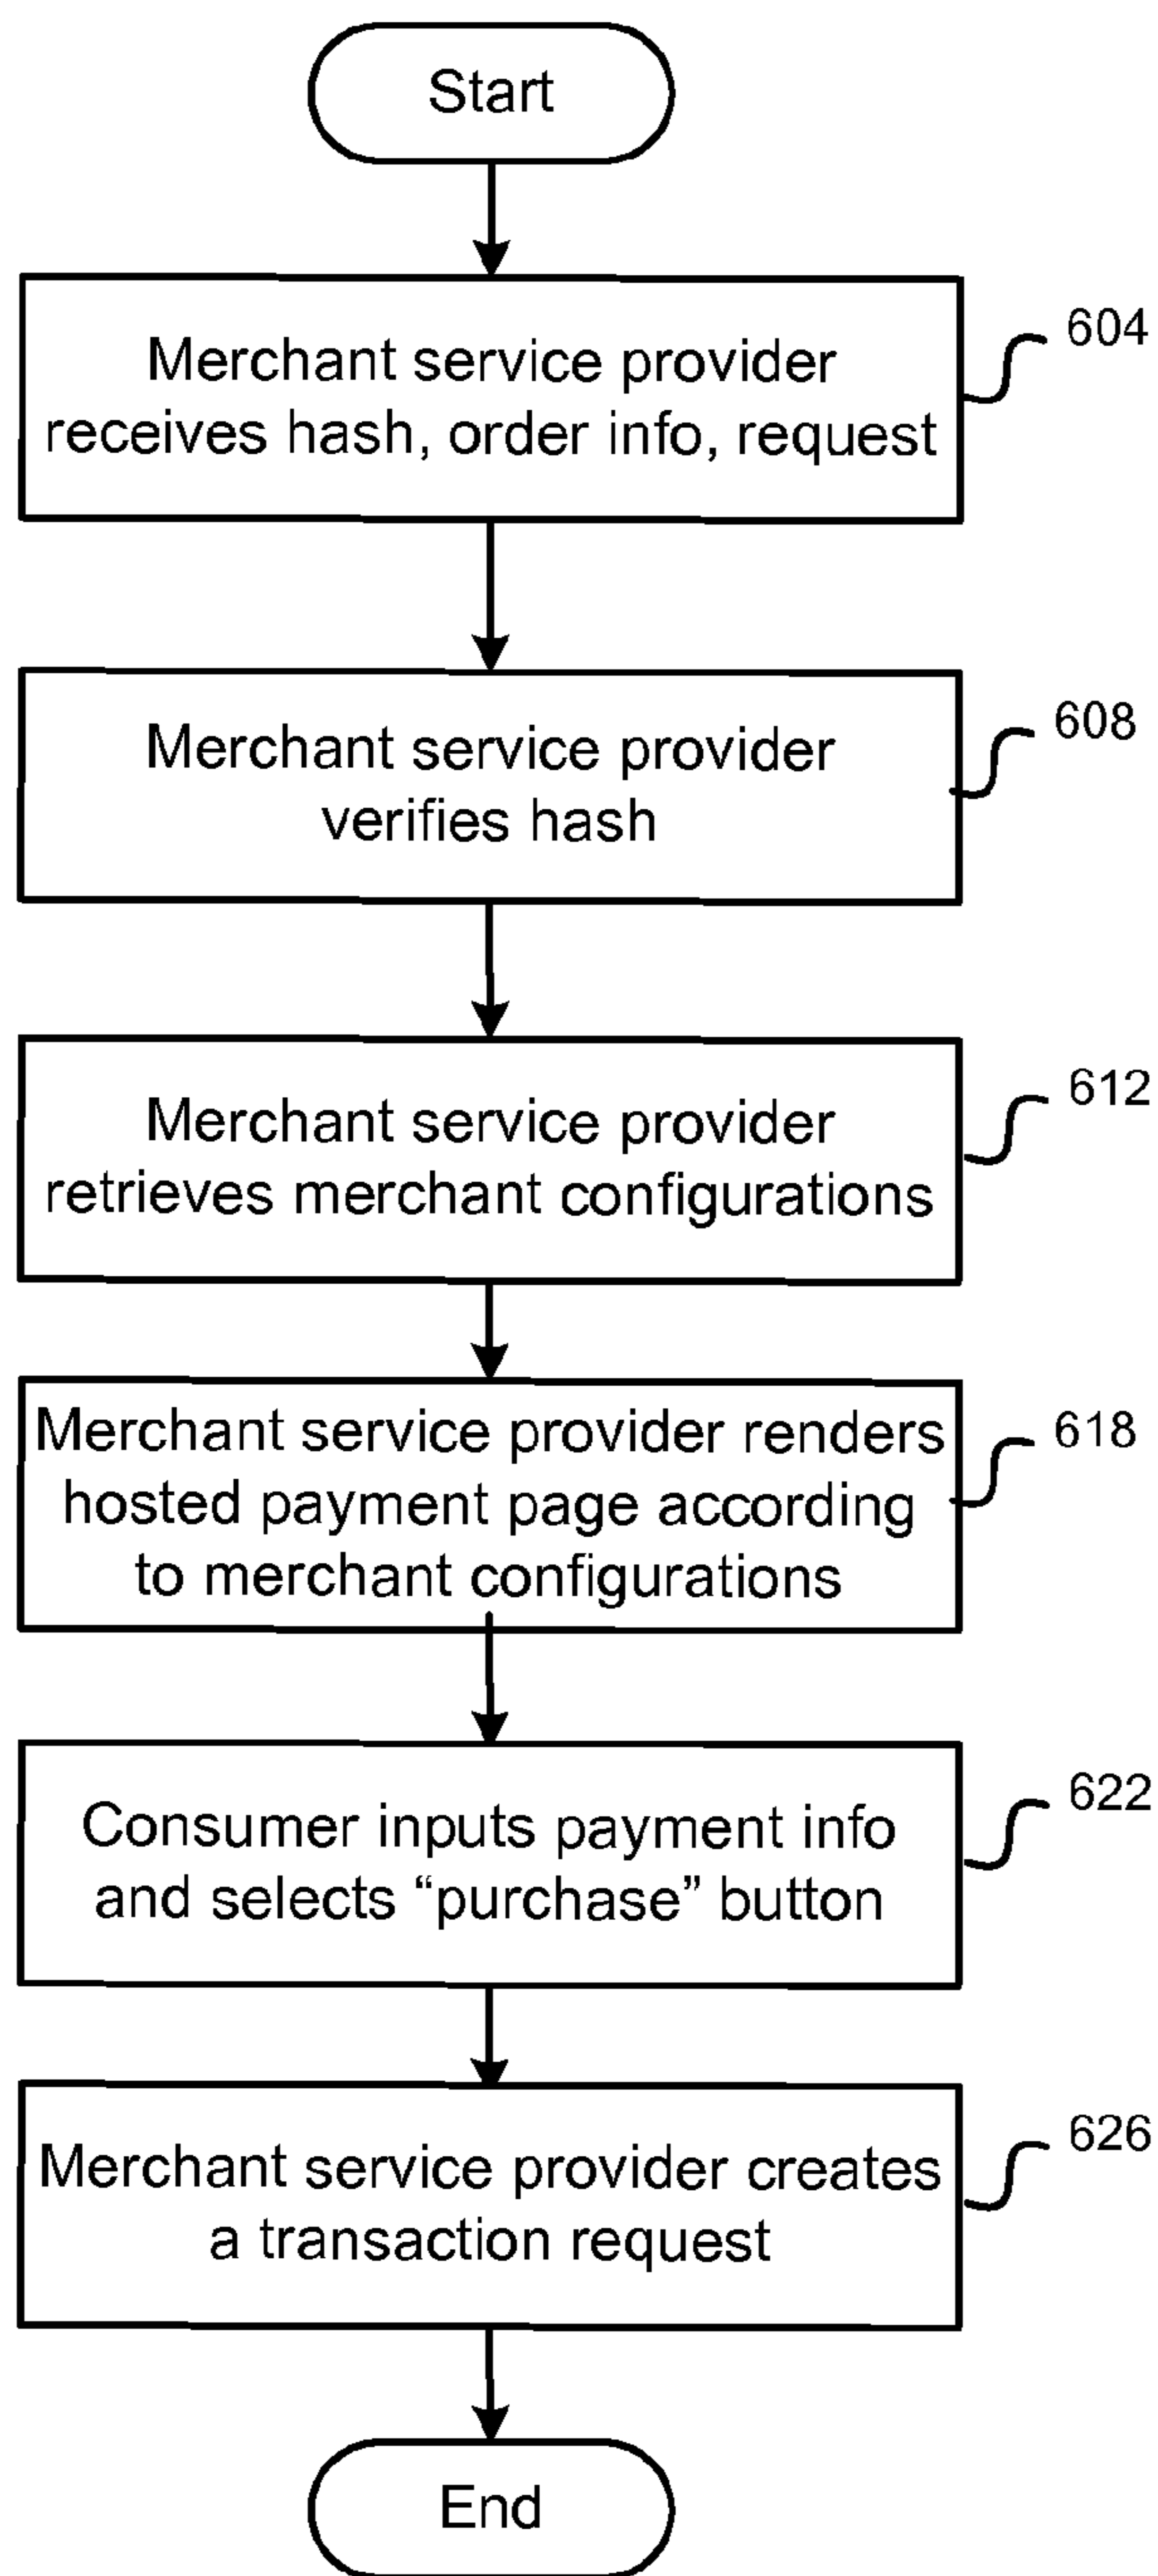 Start
Merchant service provider
receives hash, order info, request
604
Merchant service provider
verifies hash
608
Merchant service provider
retrieves merchant configurations
612
Merchant service provider renders
hosted payment page according
to merchant configurations
618
Consumer inputs payment info
and selects “purchase” button
622
Merchant service provider creates
a transaction request
626
End